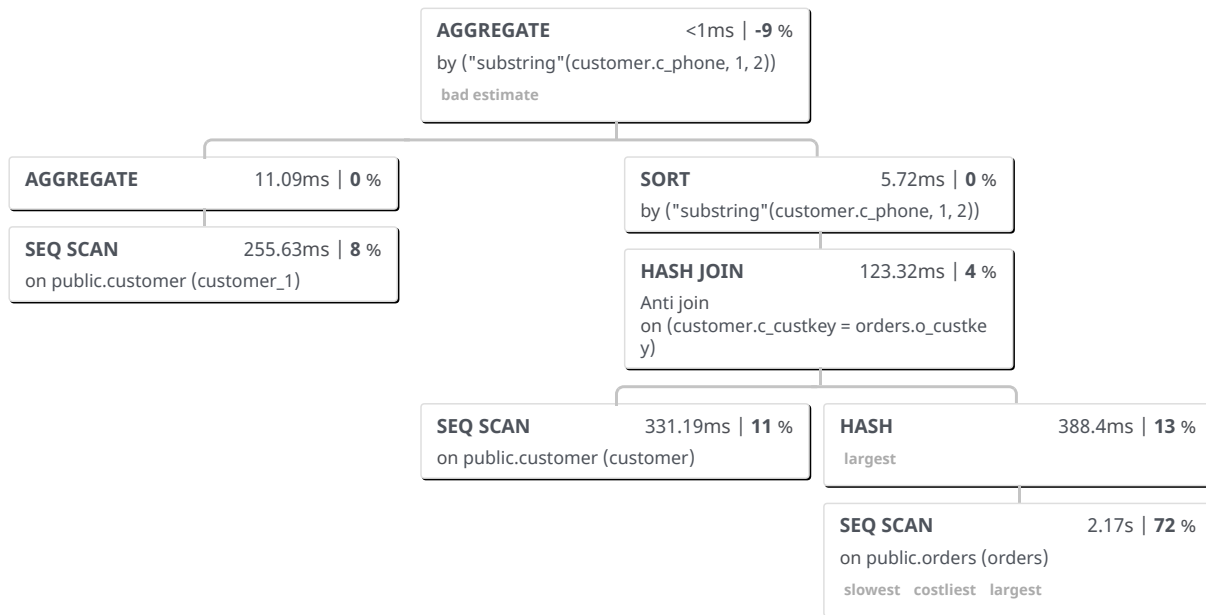 AGGREGATE <1ms | -9 %
by ("substring"(customer.c_phone, 1, 2))
bad estimate
AGGREGATE 11.09ms | 0 %
SEQ SCAN 255.63ms | 8 %
on public.customer (customer_1)
SORT 5.72ms | 0 %
by ("substring"(customer.c_phone, 1, 2))
HASH JOIN 123.32ms | 4 %
Anti join
on (customer.c_custkey = orders.o_custke
y)
SEQ SCAN 331.19ms | 11 %
on public.customer (customer)
HASH 388.4ms | 13 %
largest
SEQ SCAN 2.17s | 72 %
on public.orders (orders)
slowest costliest largest